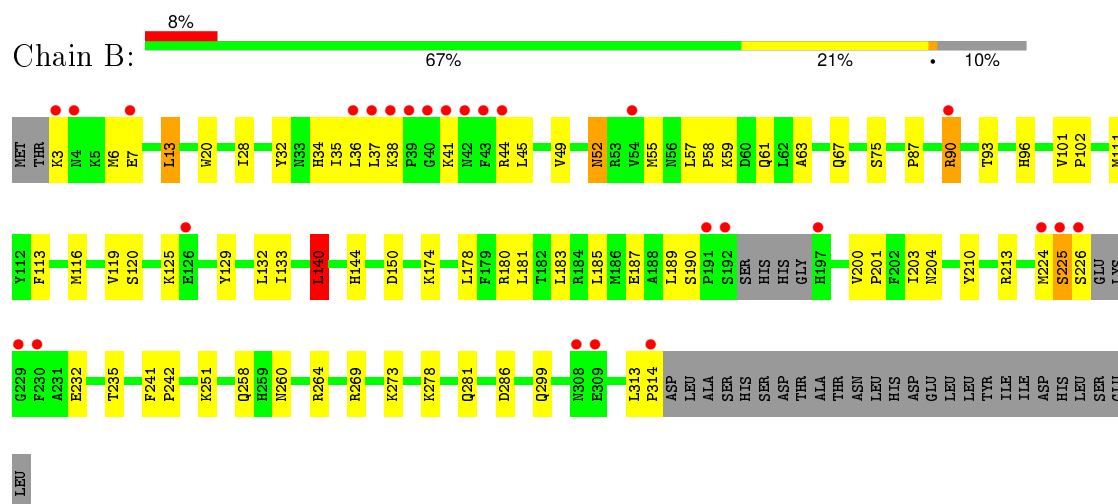 8%
Chain B:
67% 21% • 10%
MET THR K3 N4 K5 M6 E7 L13 W20 I28 Y32 N33 H34 I35 L36 L37 K38 P39 G40 K41 N42 F43 R44 L45 V49 N52 R53 V54 M55 N56 L57 P58 K59 D60 Q61 L62 A63 Q67 S75 P87 R90 T93 H96 V101 P102 M111
Y112 F113 M116 V119 S120 K125 E126 Y129 L132 I133 L140 H144 D150 K174 L178 F179 R180 L181 T182 L183 R184 L185 M186 E187 A188 L189 S190 P191 S192 SER HIS HIS GLY H197 V200 P201 F202 I203 N204 Y210 R213 M224 S225 S226 GLU LYS
G229 F230 A231 E232 T235 F241 P242 K251 Q258 H259 N260 R264 R269 K273 K278 Q281 D286 Q299 N308 E309 L313 P314 ASP LEU ALA SER HIS SER ASP THR ALA THR ASN LEU HIS ASP GLU LEU LEU TYR ILE ILE ASP HIS LEU SER GLU
LEU